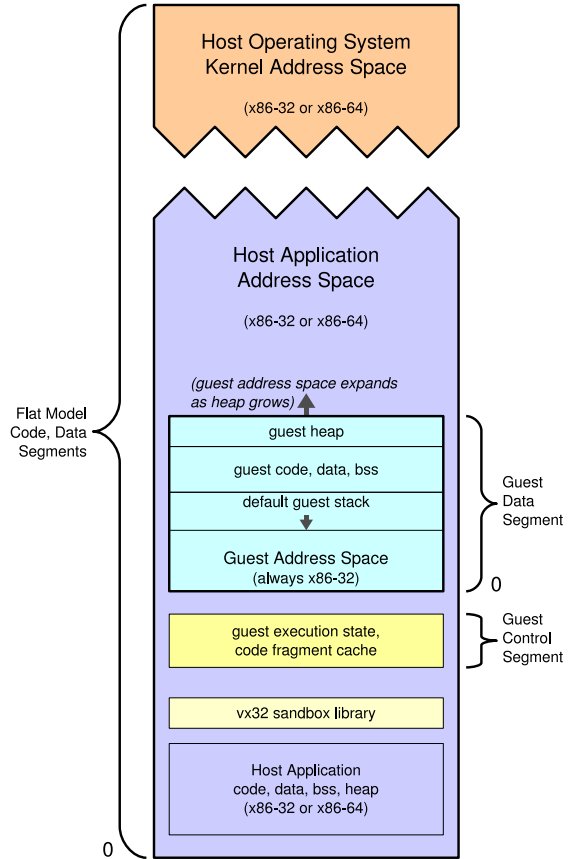 Host Operating System
Kernel Address Space
(x86-32 or x86-64)
Host Application
Address Space
(x86-32 or x86-64)
(guest address space expands
as heap grows)
Flat Model
Code, Data
Segments
guest heap
guest code, data, bss
default guest stack
Guest Address Space
(always x86-32)
Guest
Data
Segment
0
guest execution state,
code fragment cache
Guest
Control
Segment
vx32 sandbox library
Host Application
code, data, bss, heap
(x86-32 or x86-64)
0